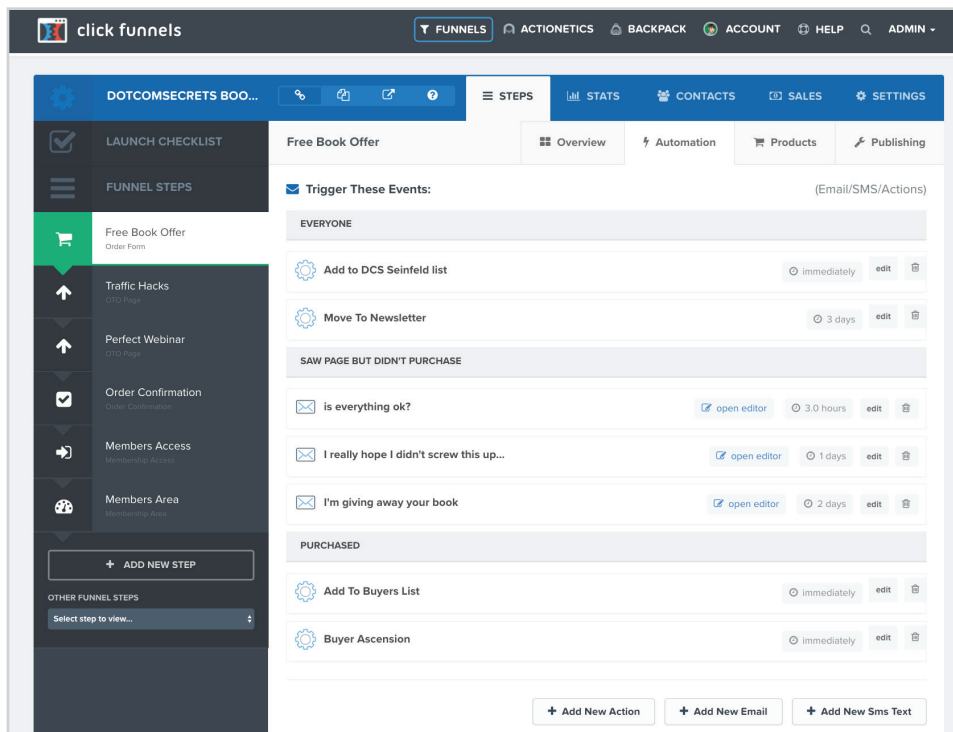 click funnels
FUNNELS
ACTIONETICS
BACKPACK
ACCOUNT
HELP
ADMIN
DOTCOMSECRETS BOO...
STEPS
STATS
CONTACTS
SALES
SETTINGS
LAUNCH CHECKLIST
Free Book Offer
Overview
Automation
Products
Publishing
FUNNEL STEPS
Free Book Offer
Order Form
Traffic Hacks
OTO Page
Perfect Webinar
OTO Page
Order Confirmation
Order Confirmation
Members Access
Membership Access
Members Area
Membership Area
+ ADD NEW STEP
OTHER FUNNEL STEPS
Select step to view...
Trigger These Events:
(Email/SMS/Actions)
EVERYONE
Add to DCS Seinfeld list
immediately
edit
Move To Newsletter
3 days
edit
SAW PAGE BUT DIDN'T PURCHASE
is everything ok?
open editor
3.0 hours
edit
I really hope I didn't screw this up...
open editor
1 days
edit
I'm giving away your book
open editor
2 days
edit
PURCHASED
Add To Buyers List
immediately
edit
Buyer Ascension
immediately
edit
+ Add New Action
+ Add New Email
+ Add New Sms Text